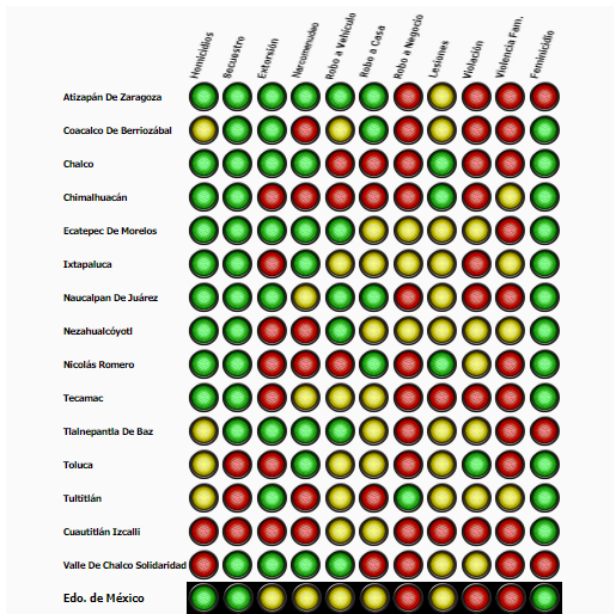 Homicidios
Secuestro
Extorsión
Narcomenudeo
Robo a Vehículo
Robo a Casa
Robo a Negocio
Lesiones
Violación
Violencia Fam.
Feminicidio
Atizapán De Zaragoza
Coacalco De Berriozábal
Chalco
Chimalhuacán
Ecatepec De Morelos
Ixtapaluca
Naucalpan De Juárez
Nezahualcóyotl
Nicolás Romero
Tecamac
Tlalnepantla De Baz
Toluca
Tultitlán
Cuautitlán Izcalli
Valle De Chalco Solidaridad
Edo. de México